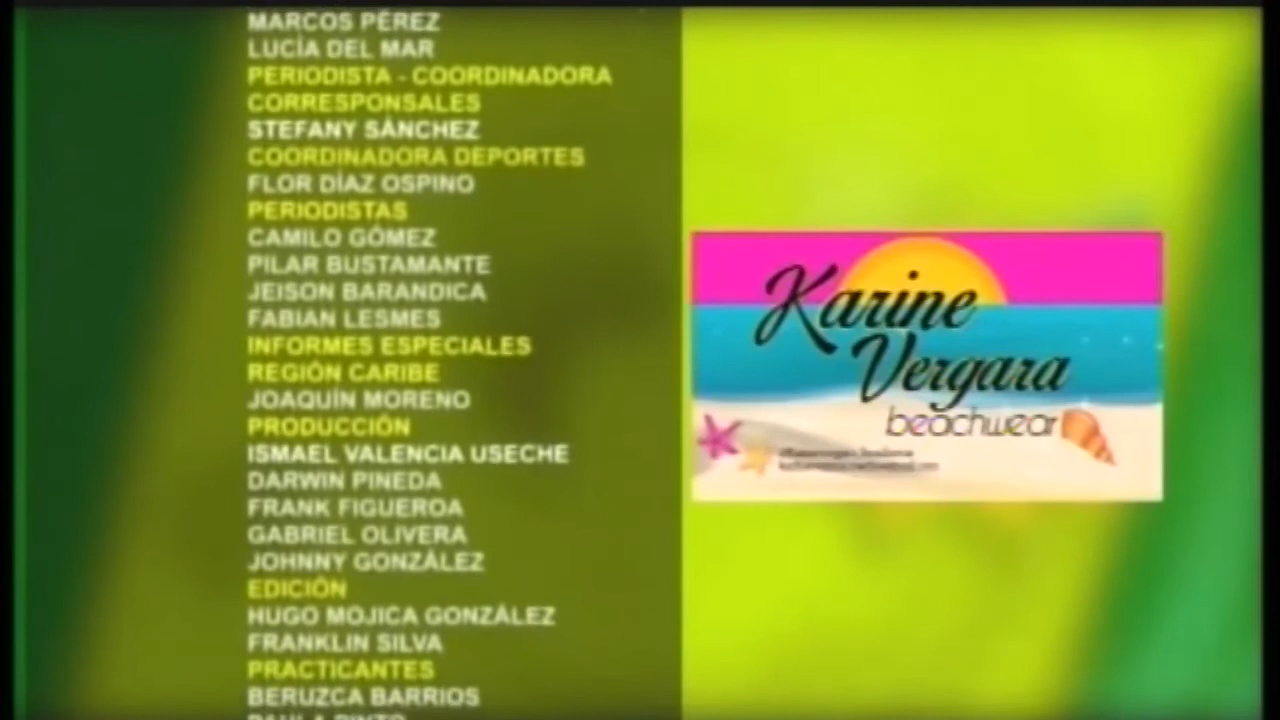 MARCOS PÉREZ
LUCÍA DEL MAR
PERIODISTA - COORDINADORA
CORRESPONSALES
STEFANY SÁNCHEZ
COORDINADORA DEPORTES
FLOR DÍAZ OSPINO
PERIODISTAS
CAMILO GÓMEZ
PILAR BUSTAMANTE
JEISON BARANDICA
FABIAN LESMES
INFORMES ESPECIALES
REGIÓN CARIBE
JOAQUÍN MORENO
PRODUCCIÓN
ISMAEL VALENCIA USECHE
DARWIN PINEDA
FRANK FIGUEROA
GABRIEL OLIVERA
JOHNNY GONZÁLEZ
EDICIÓN
HUGO MOJICA GONZÁLEZ
FRANKLIN SILVA
PRACTICANTES
BERUZCA BARRIOS
PAULA PINTO
Karine
Vergara
beachwear